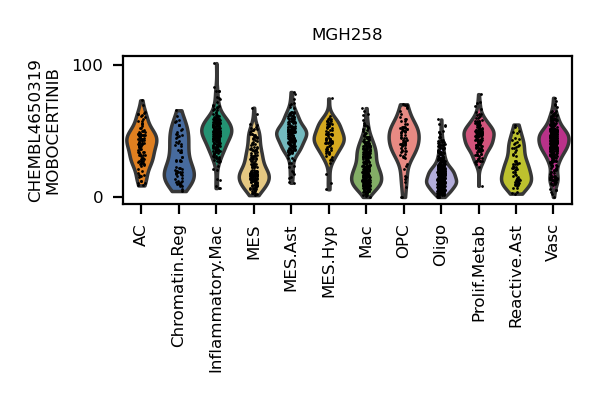 MGH258
CHEMBL4650319
MOBOCERTINIB
100
0
AC
Chromatin.Reg
Inflammatory.Mac
MES
MES.Ast
MES.Hyp
Mac
OPC
Oligo
Prolif.Metab
Reactive.Ast
Vasc